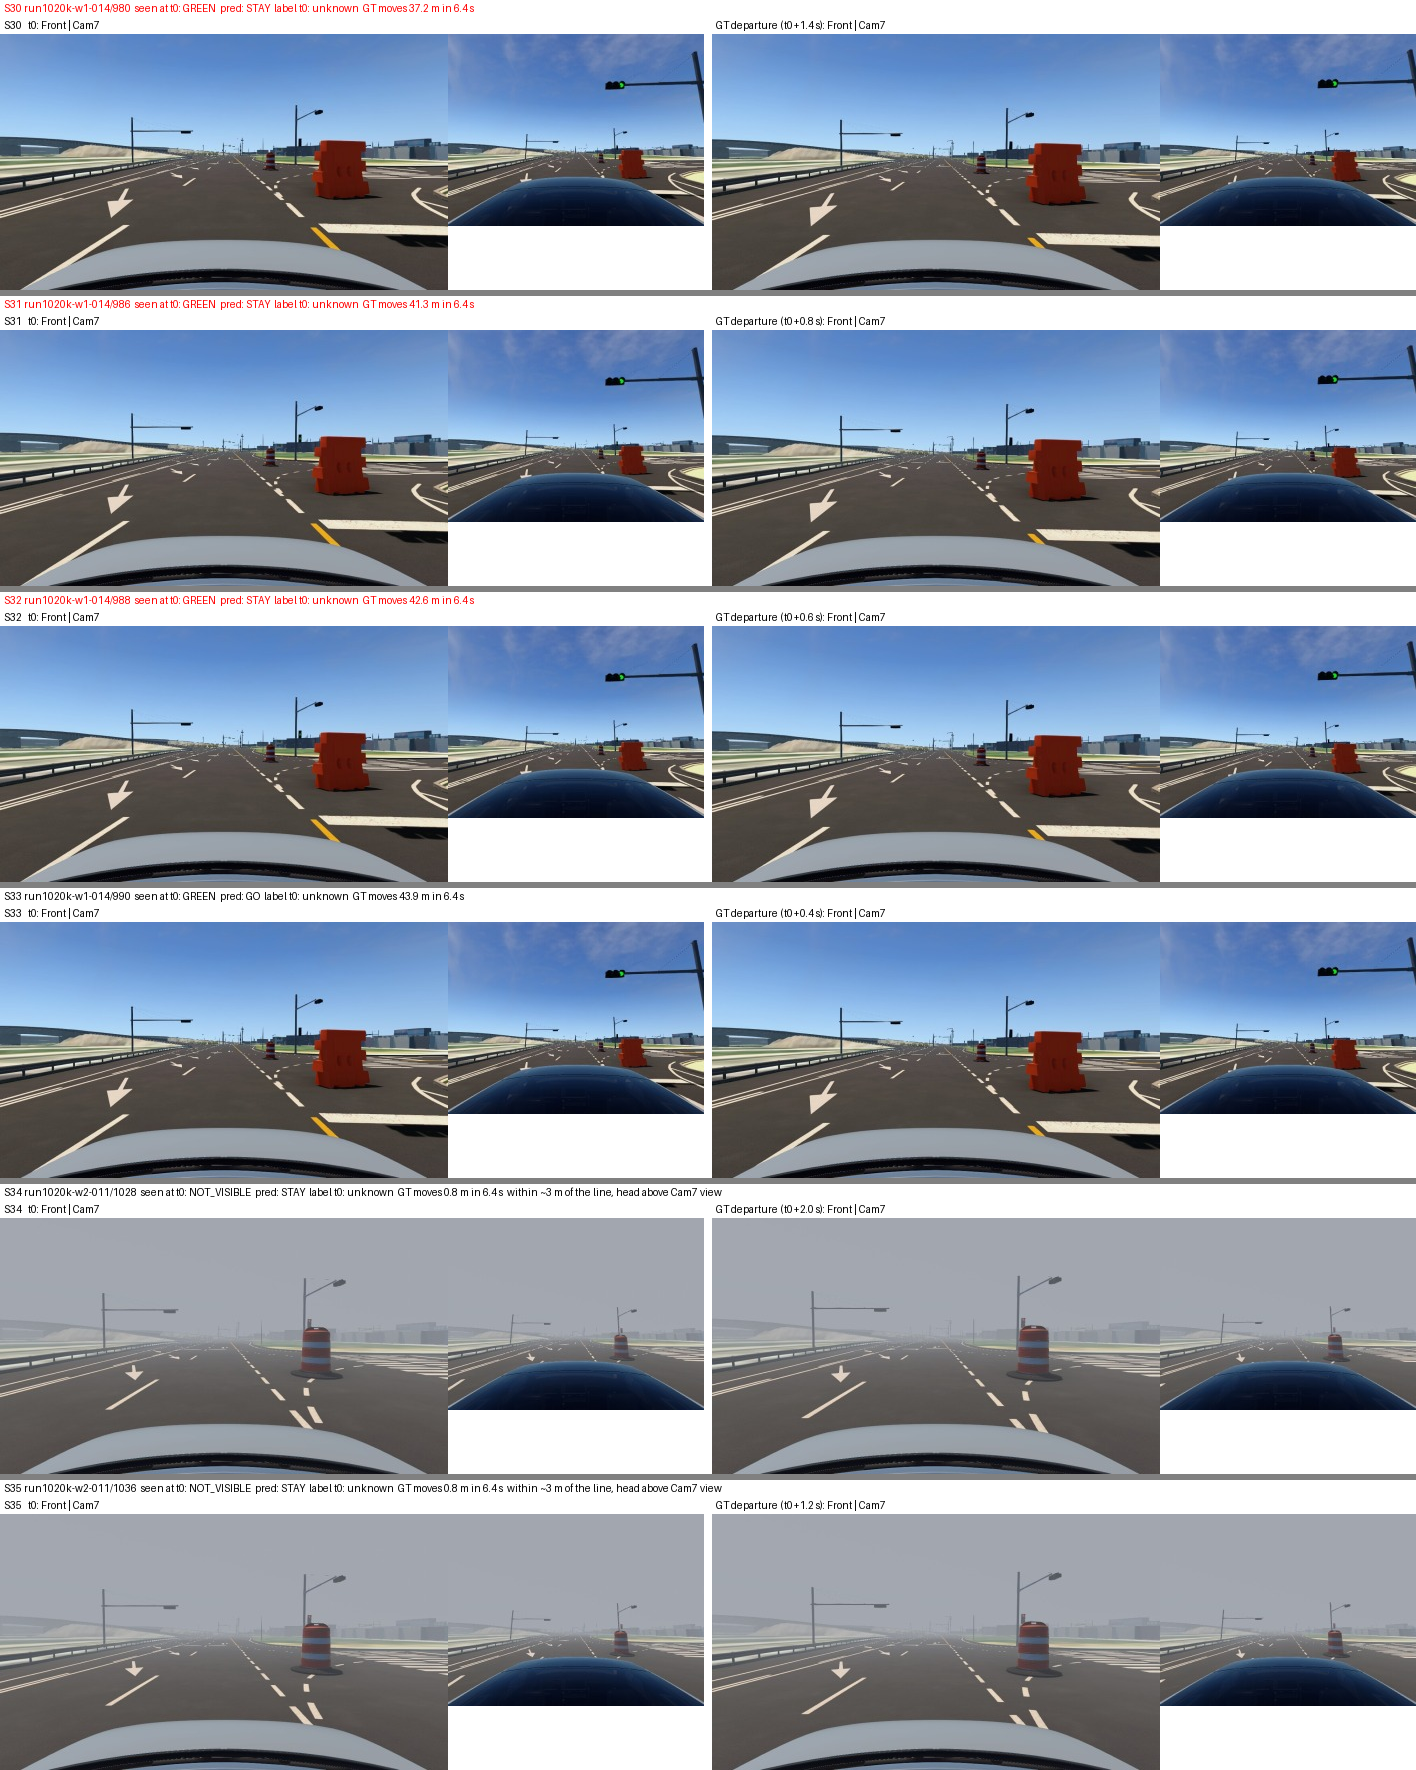 S30 run1020k-w1-014/980 seen at t0: GREEN pred: STAY label t0: unknown GT moves 37.2 m in 6.4 s
S30 t0: Front | Cam7 GT departure (t0+1.4 s): Front | Cam7
S31 run1020k-w1-014/986 seen at t0: GREEN pred: STAY label t0: unknown GT moves 41.3 m in 6.4 s
S31 t0: Front | Cam7 GT departure (t0+0.8 s): Front | Cam7
S32 run1020k-w1-014/988 seen at t0: GREEN pred: STAY label t0: unknown GT moves 42.6 m in 6.4 s
S32 t0: Front | Cam7 GT departure (t0+0.6 s): Front | Cam7
S33 run1020k-w1-014/990 seen at t0: GREEN pred: GO label t0: unknown GT moves 43.9 m in 6.4 s
S33 t0: Front | Cam7 GT departure (t0+0.4 s): Front | Cam7
S34 run1020k-w2-011/1028 seen at t0: NOT_VISIBLE pred: STAY label t0: unknown GT moves 0.8 m in 6.4 s within ~3 m of the line, head above Cam7 view
S34 t0: Front | Cam7 GT departure (t0+2.0 s): Front | Cam7
S35 run1020k-w2-011/1036 seen at t0: NOT_VISIBLE pred: STAY label t0: unknown GT moves 0.8 m in 6.4 s within ~3 m of the line, head above Cam7 view
S35 t0: Front | Cam7 GT departure (t0+1.2 s): Front | Cam7